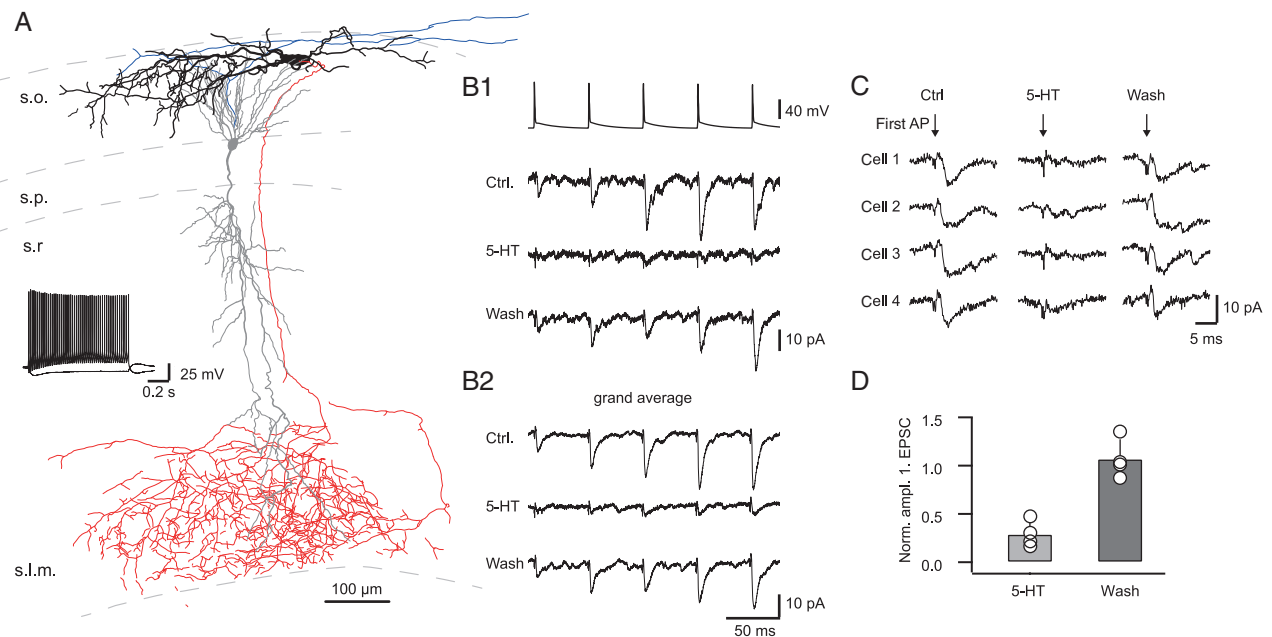 A
s.o.
s.p.
s.r
25 mV
0.2 s
s.l.m.
100 µm
B1
40 mV
Ctrl.
5-HT
Wash
10 pA
B2
grand average
Ctrl.
5-HT
Wash
10 pA
50 ms
C
Ctrl 5-HT Wash
First AP
Cell 1
Cell 2
Cell 3
Cell 4
10 pA
5 ms
D
Norm. ampl. 1. EPSC
1.5
1.0
0.5
0.0
5-HT Wash